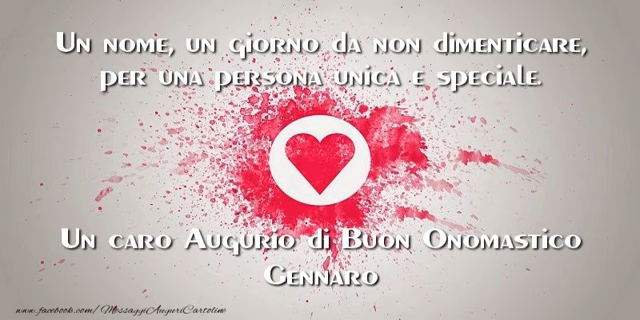 Un nome, un giorno da non dimenticare,
per una persona unica e speciale.
Un caro Augurio di Buon Onomastico
Gennaro
www.facebook.com/MessaggiAuguriCartoline